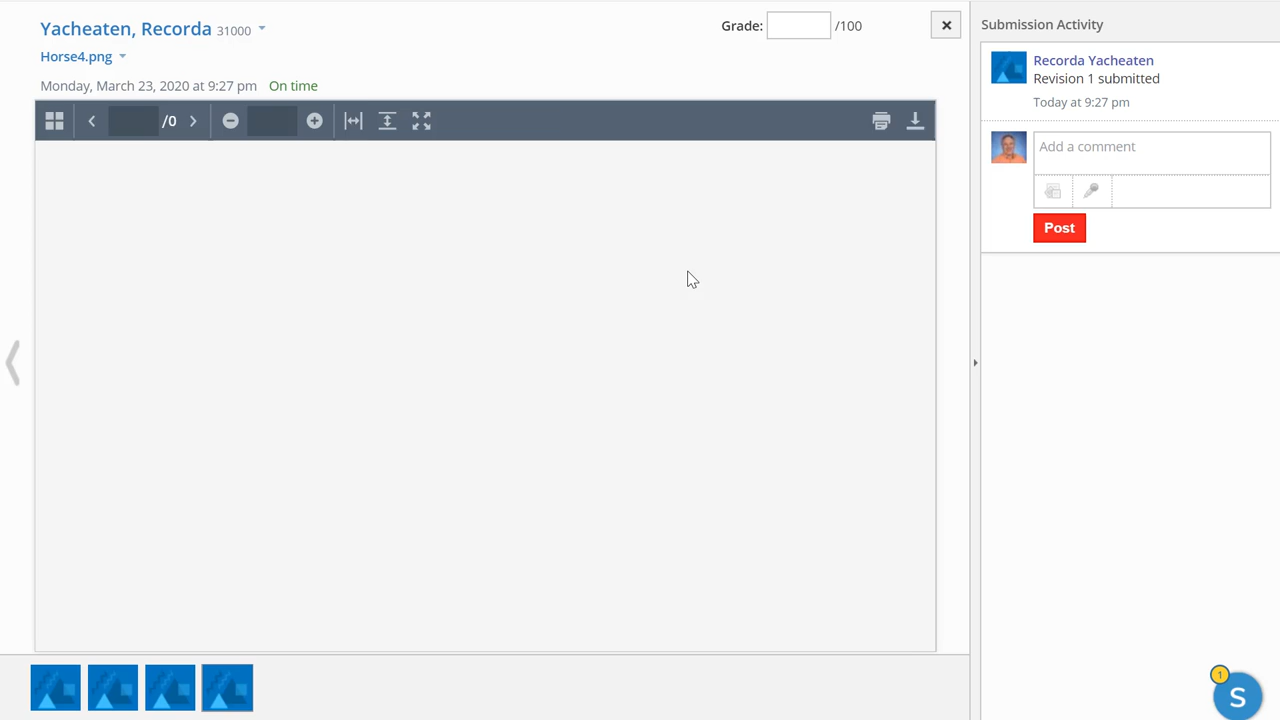 Yacheaten, Recorda 31000
Grade: /100
Horse4.png
Monday, March 23, 2020 at 9:27 pm On time
/0
Submission Activity
Recorda Yacheaten
Revision 1 submitted
Today at 9:27 pm
Add a comment
Post
1
S